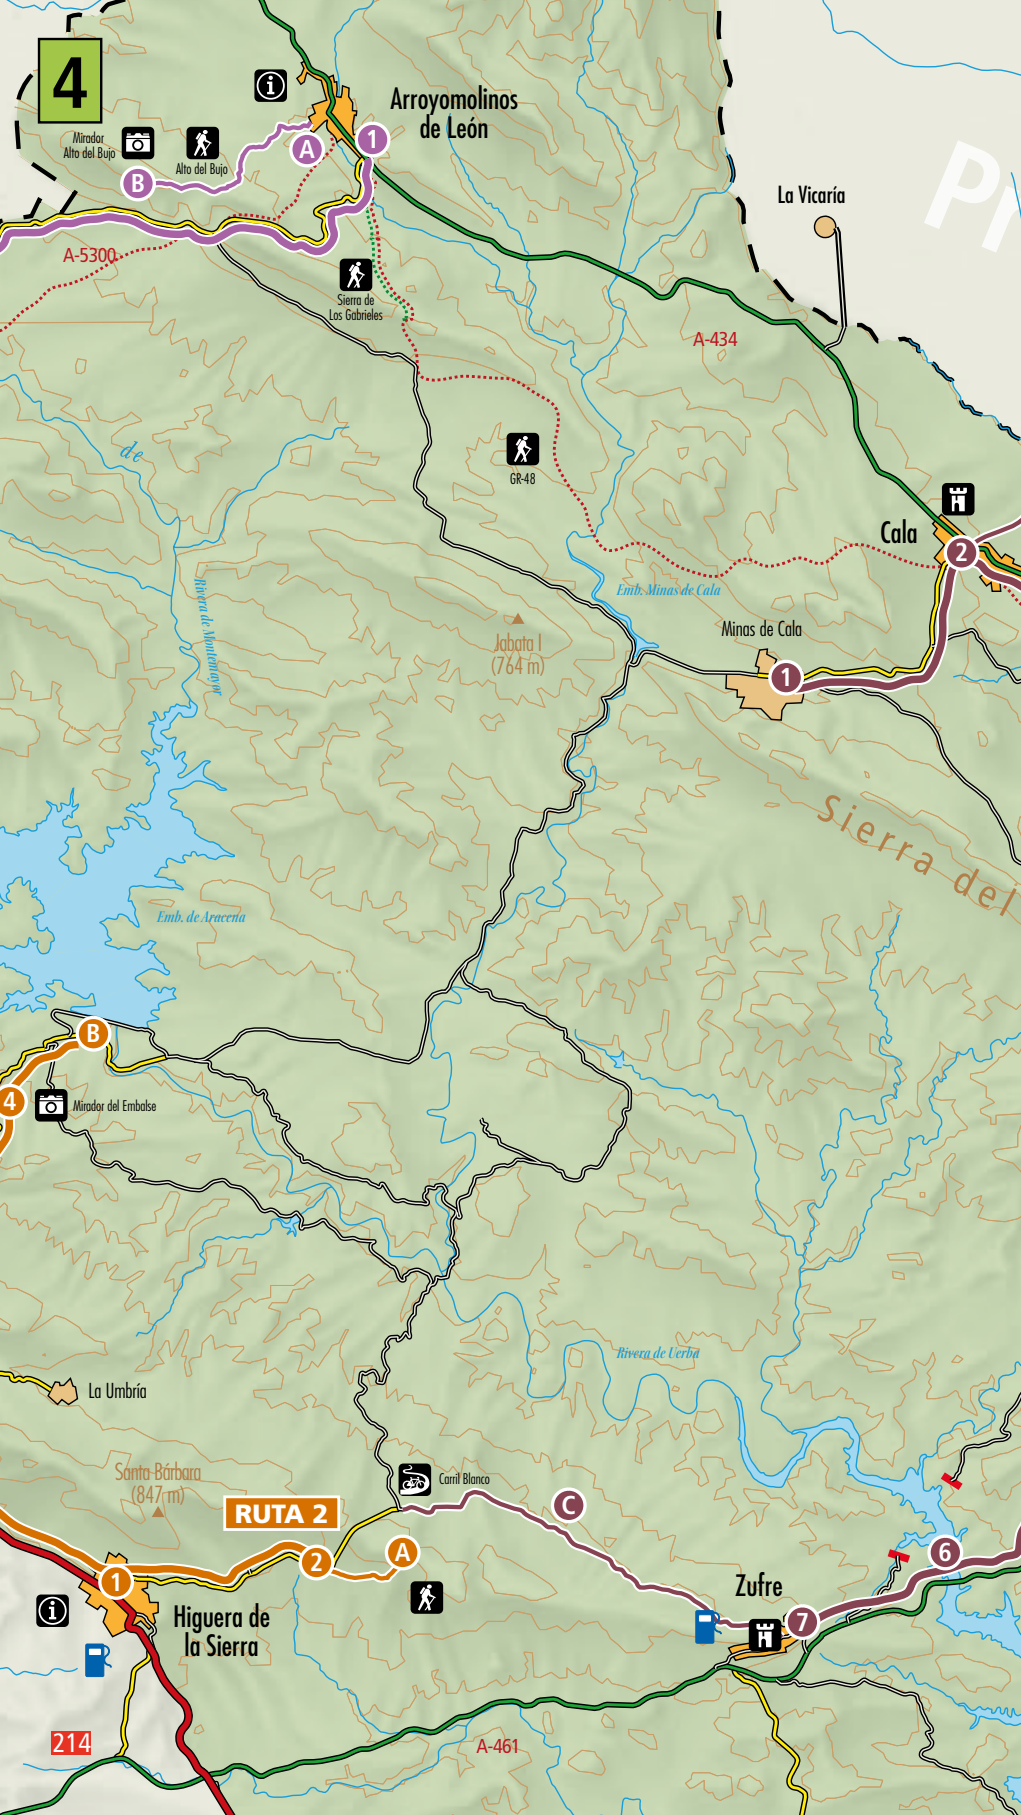 4
Arroyomolinos
de León
Mirador
Alto del Bujo
Alto del Bujo
A
1
B
La Vicaría
Pr
A-5300
Sierra de
Los Gabrieles
A-434
de
GR-48
Cala
2
Rivera de Montemayor
Emb. Minas de Cala
Jabata I
(764 m)
Minas de Cala
1
Sierra del
Emb. de Aracena
B
4
Mirador del Embalse
Rivera de Uerba
La Umbría
Santa Bárbara
(847 m)
Carril Blanco
RUTA 2
C
2
A
6
1
Higuera de
la Sierra
Zufre
7
214
A-461